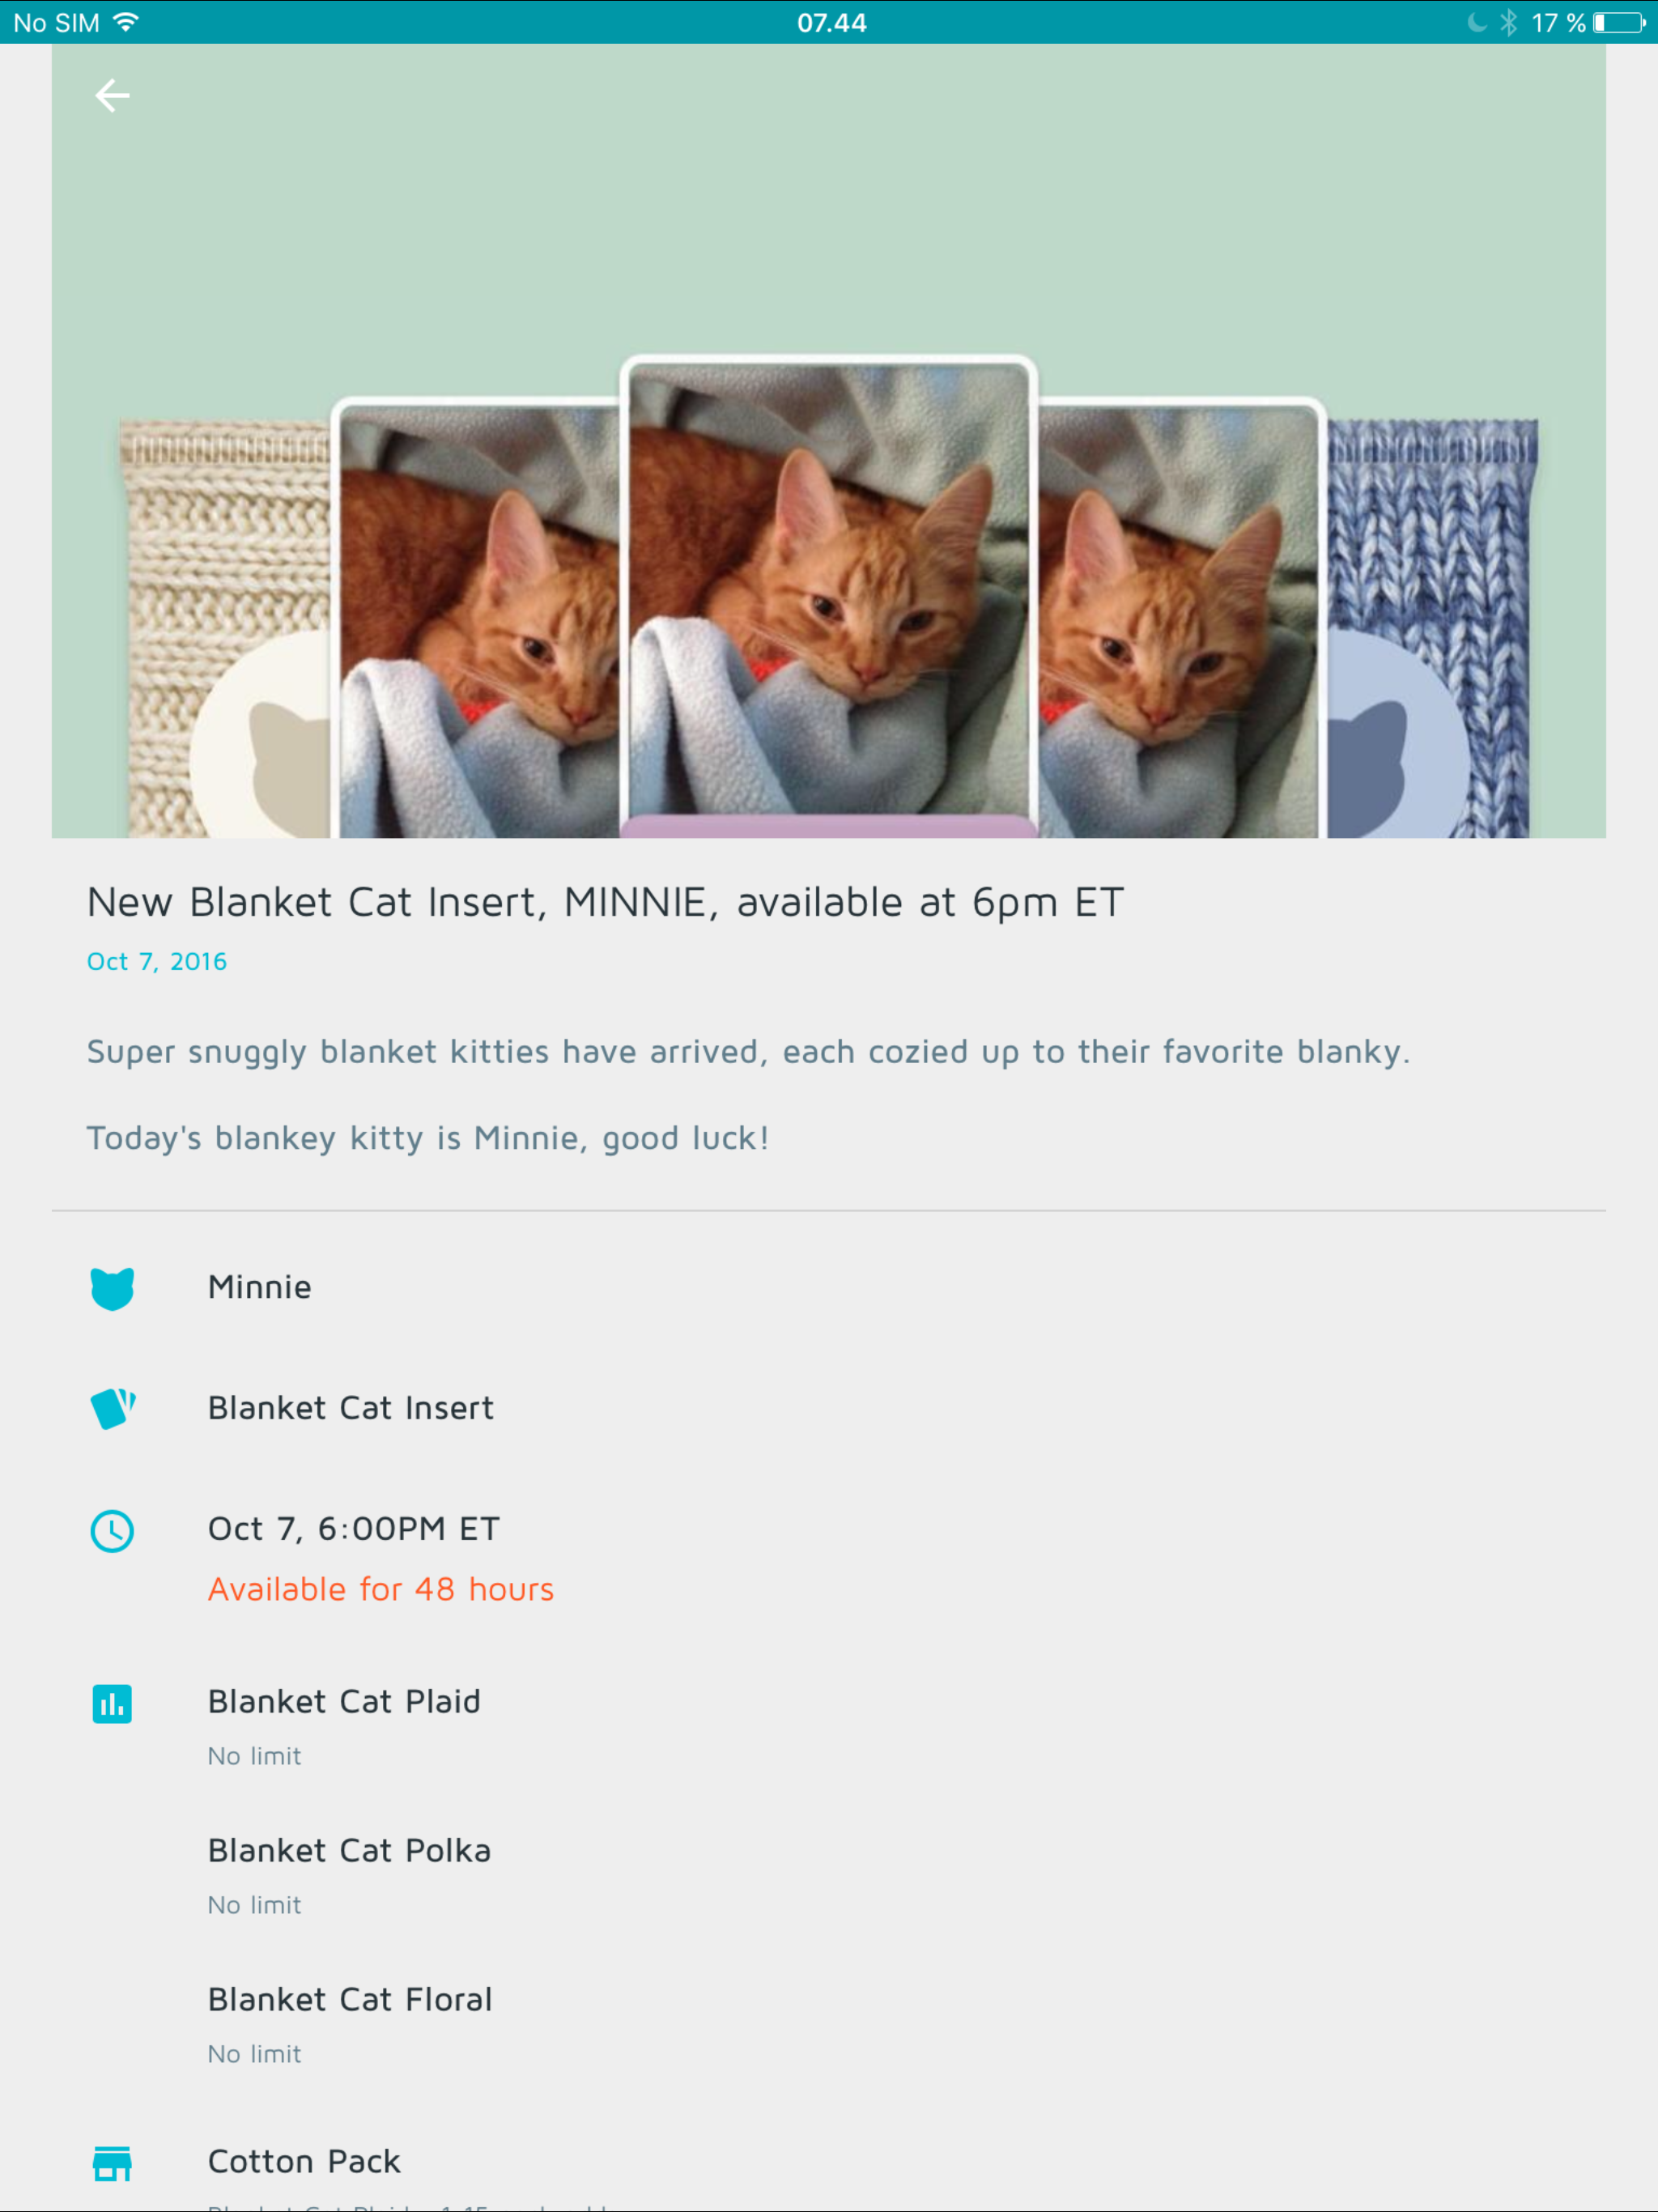 No SIM
07.44
17 %
New Blanket Cat Insert, MINNIE, available at 6pm ET
Oct 7, 2016
Super snuggly blanket kitties have arrived, each cozied up to their favorite blanky.
Today's blankey kitty is Minnie, good luck!
Minnie
Blanket Cat Insert
Oct 7, 6:00PM ET
Available for 48 hours
Blanket Cat Plaid
No limit
Blanket Cat Polka
No limit
Blanket Cat Floral
No limit
Cotton Pack